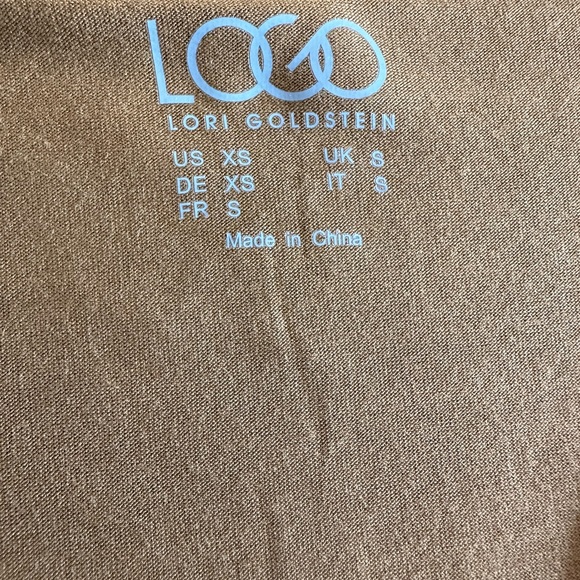 LOGO
LORI GOLDSTEIN
US XS UK S
DE XS IT S
FR S
Made in China